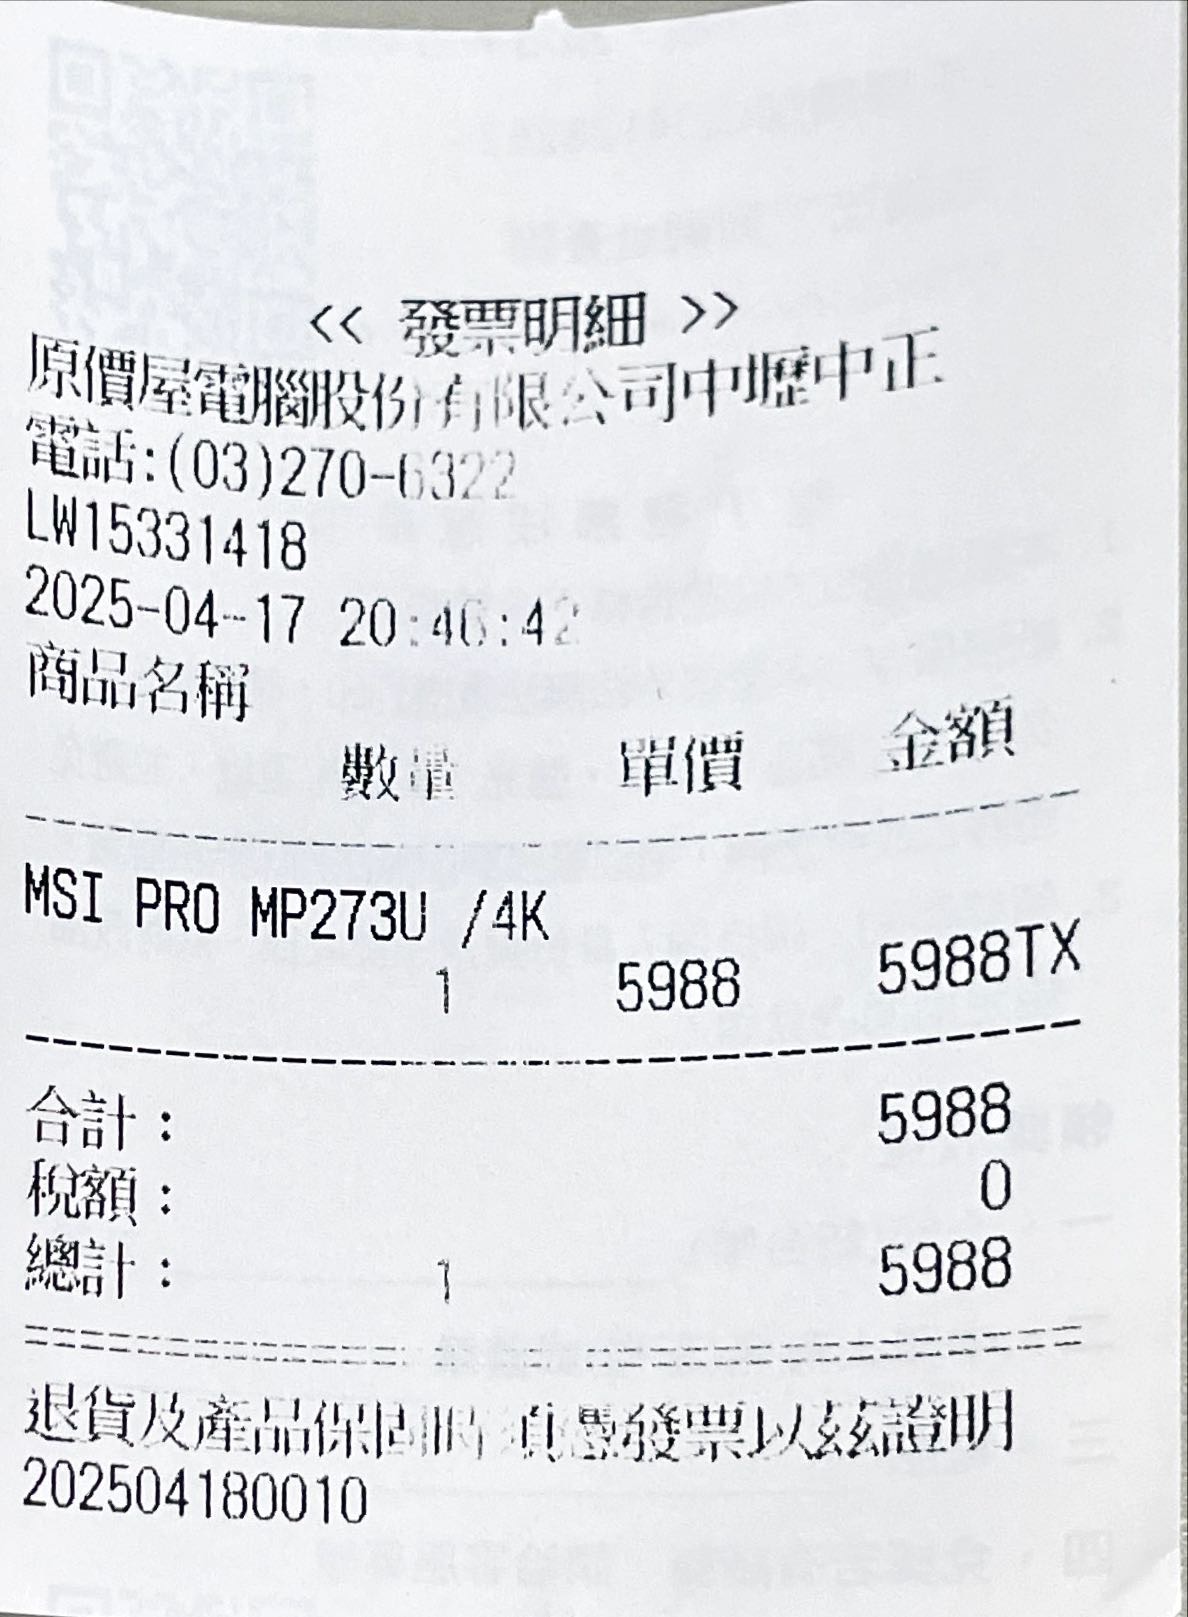 << 發票明細 >>
原價屋電腦股份有限公司中壢中正
電話:(03)270-6322
LW15331418
2025-04-17 20:46:42
商品名稱
數量 單價 金額
MSI PRO MP273U /4K
1 5988 5988TX
合計: 5988
稅額: 0
總計: 1 5988
退貨及產品保固時須憑發票以茲證明
202504180010